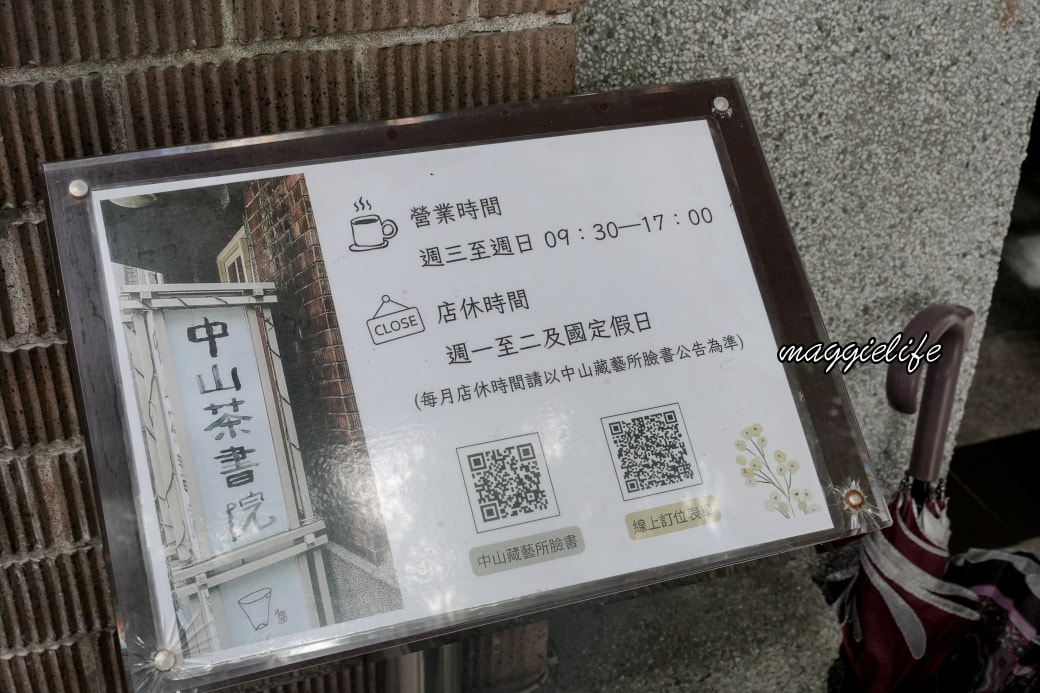 中山茶書院
營業時間
週三至週日 09：30—17：00
CLOSE
店休時間
週一至二及國定假日
(每月店休時間請以中山藏藝所臉書公告為準)
中山藏藝所臉書
線上訂位表單
maggielife